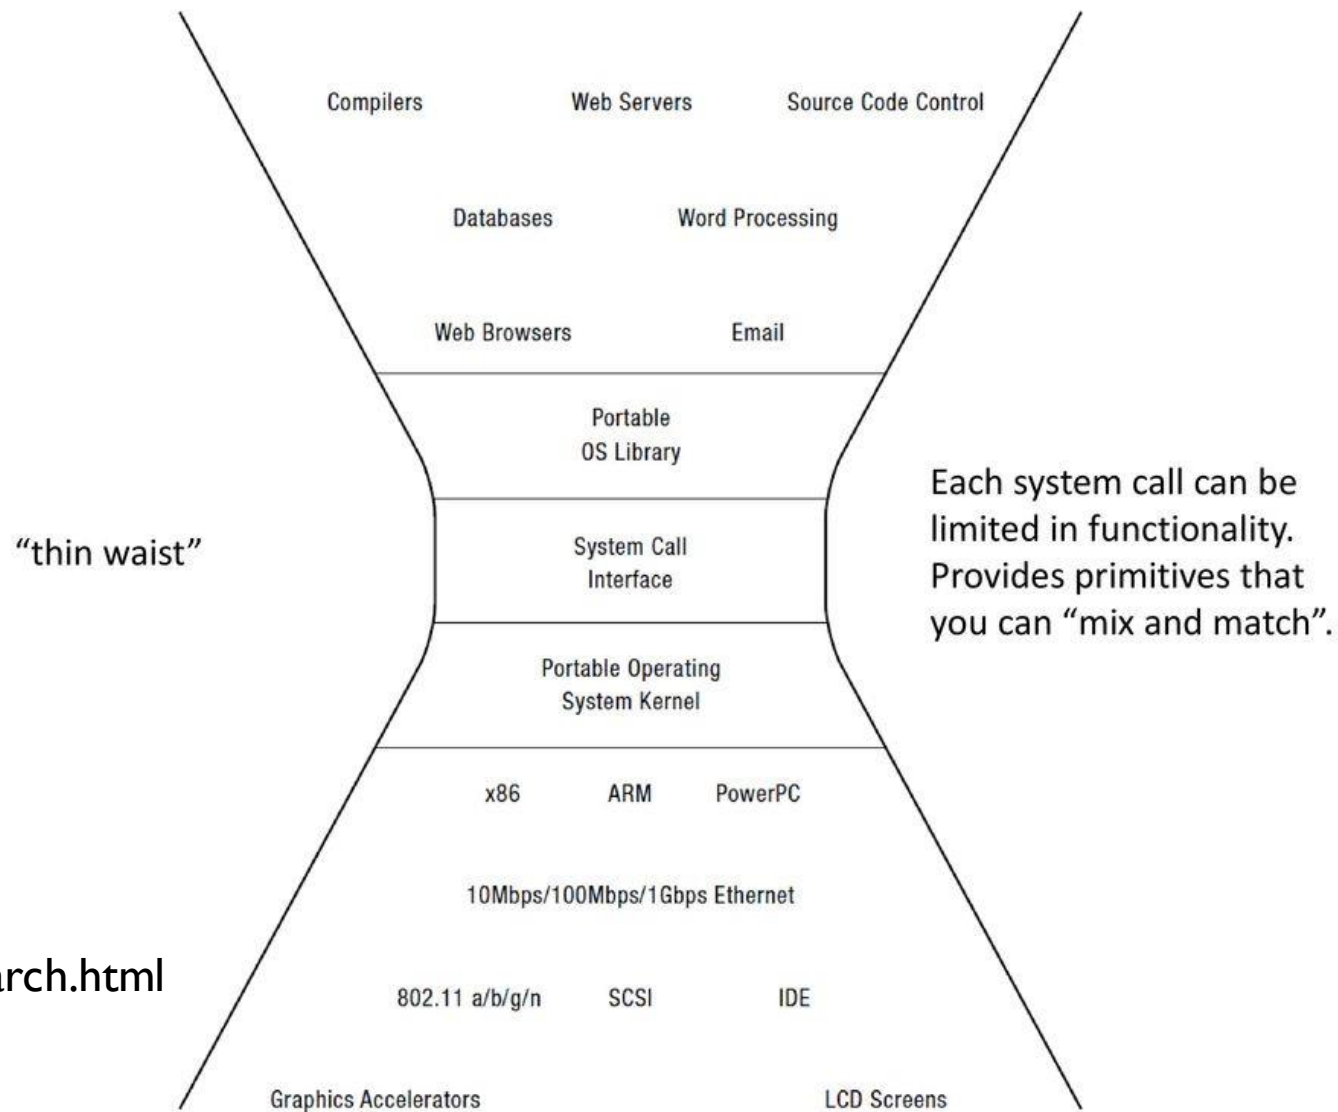 Compilers Web Servers Source Code Control
Databases Word Processing
Web Browsers Email
Portable
OS Library
“thin waist”
System Call
Interface
Each system call can be
limited in functionality.
Provides primitives that
you can “mix and match”.
Portable Operating
System Kernel
x86 ARM PowerPC
10Mbps/100Mbps/1Gbps Ethernet
arch.html
802.11 a/b/g/n SCSI IDE
Graphics Accelerators LCD Screens